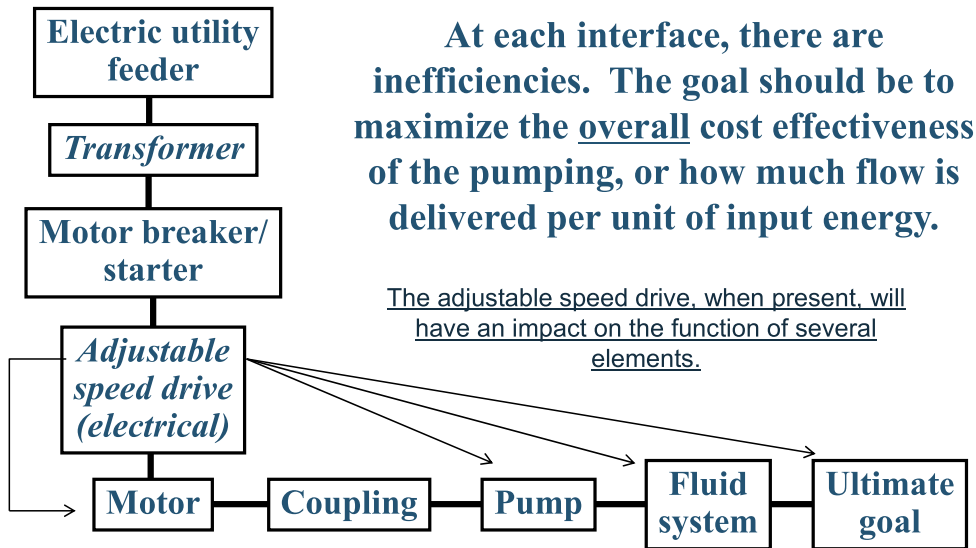 Electric utility
feeder
Transformer
Motor breaker/
starter
Adjustable
speed drive
(electrical)
Motor
Coupling
Pump
Fluid
system
Ultimate
goal
At each interface, there are
inefficiencies.  The goal should be to
maximize the overall cost effectiveness
of the pumping, or how much flow is
delivered per unit of input energy.
The adjustable speed drive, when present, will
have an impact on the function of several
elements.